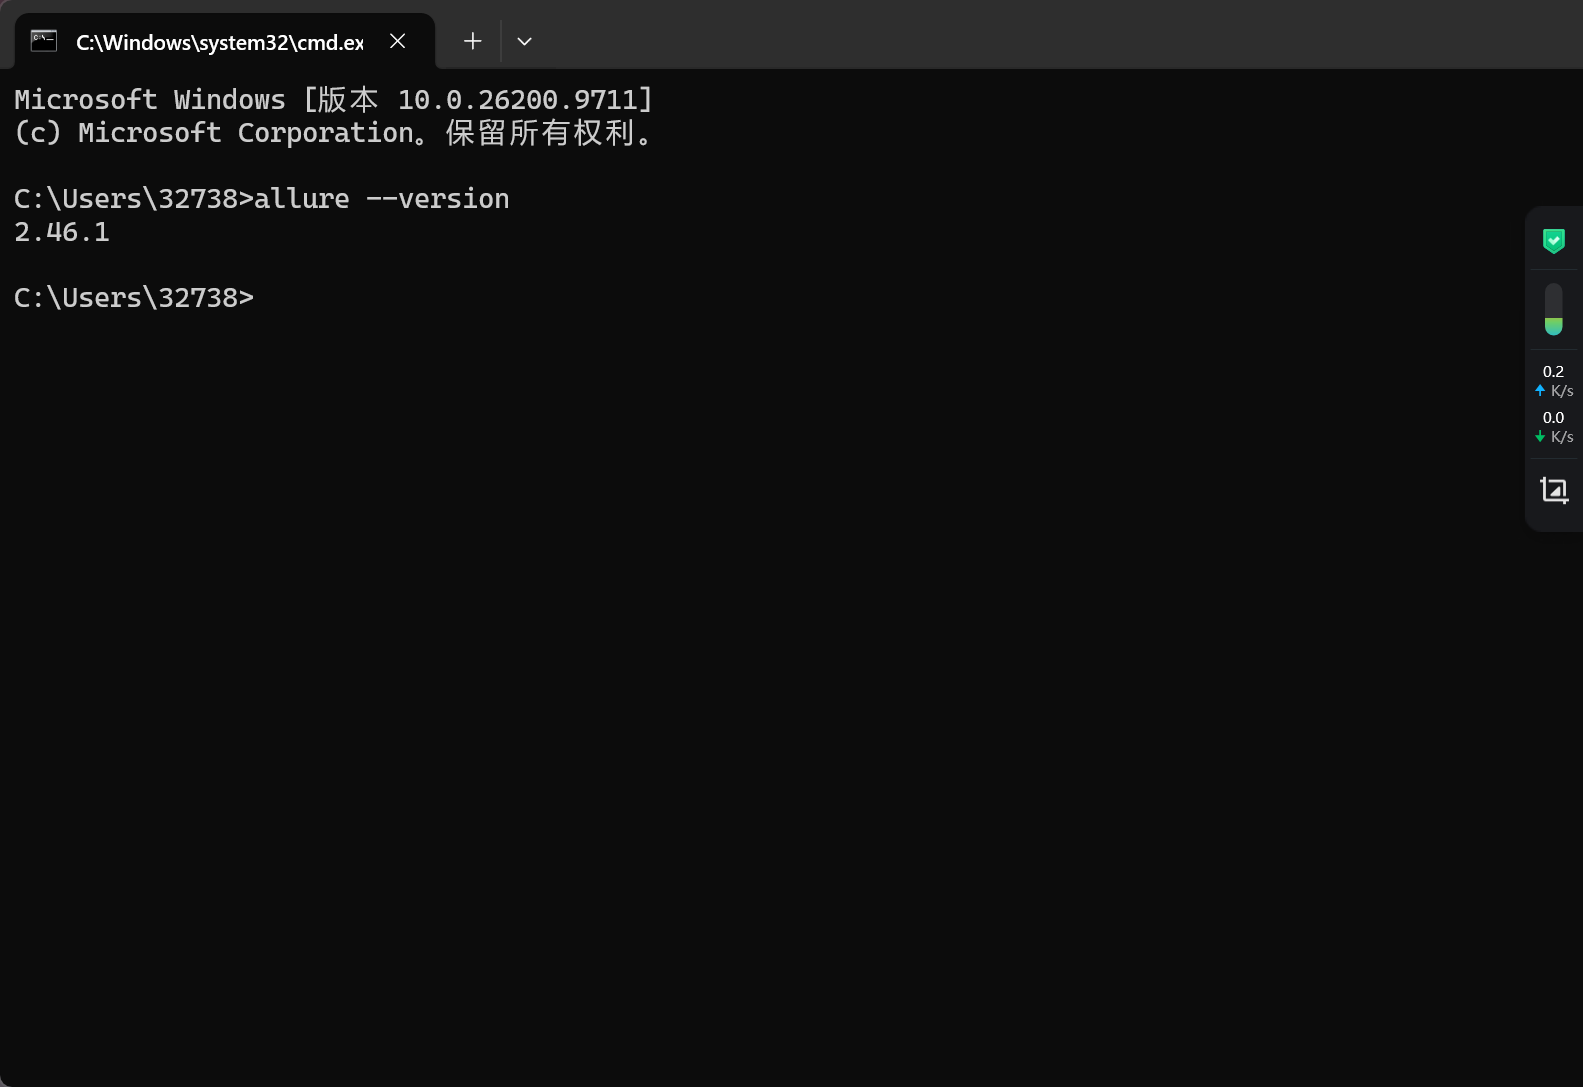 C:\Windows\system32\cmd.ex
Microsoft Windows [版本 10.0.26200.9711]
(c) Microsoft Corporation。保留所有权利。
C:\Users\32738>allure --version
2.46.1
C:\Users\32738>
0.2
K/s
0.0
K/s